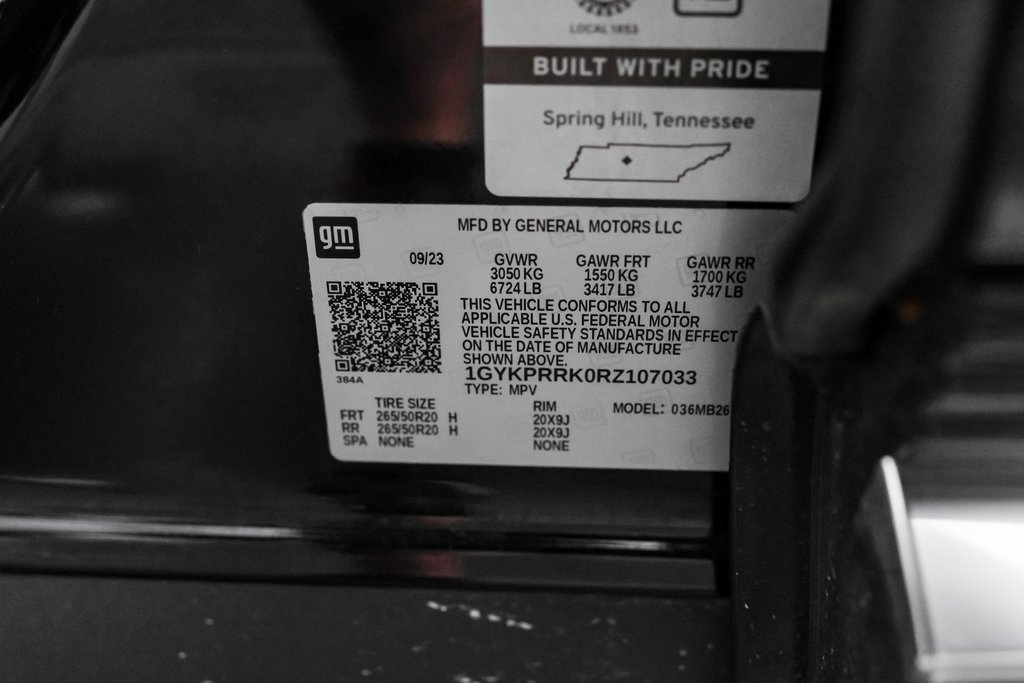 LOCAL 1853
BUILT WITH PRIDE
Spring Hill, Tennessee
gm
MFD BY GENERAL MOTORS LLC
09/23
GVWR GAWR FRT GAWR RR
3050 KG 1550 KG 1700 KG
6724 LB 3417 LB 3747 LB
THIS VEHICLE CONFORMS TO ALL
APPLICABLE U.S. FEDERAL MOTOR
VEHICLE SAFETY STANDARDS IN EFFECT
ON THE DATE OF MANUFACTURE
SHOWN ABOVE.
1GYKPRRK0RZ107033
384A
TYPE: MPV
TIRE SIZE RIM MODEL: 036MB26
FRT 265/50R20 H 20X9J
RR 265/50R20 H 20X9J
SPA NONE NONE